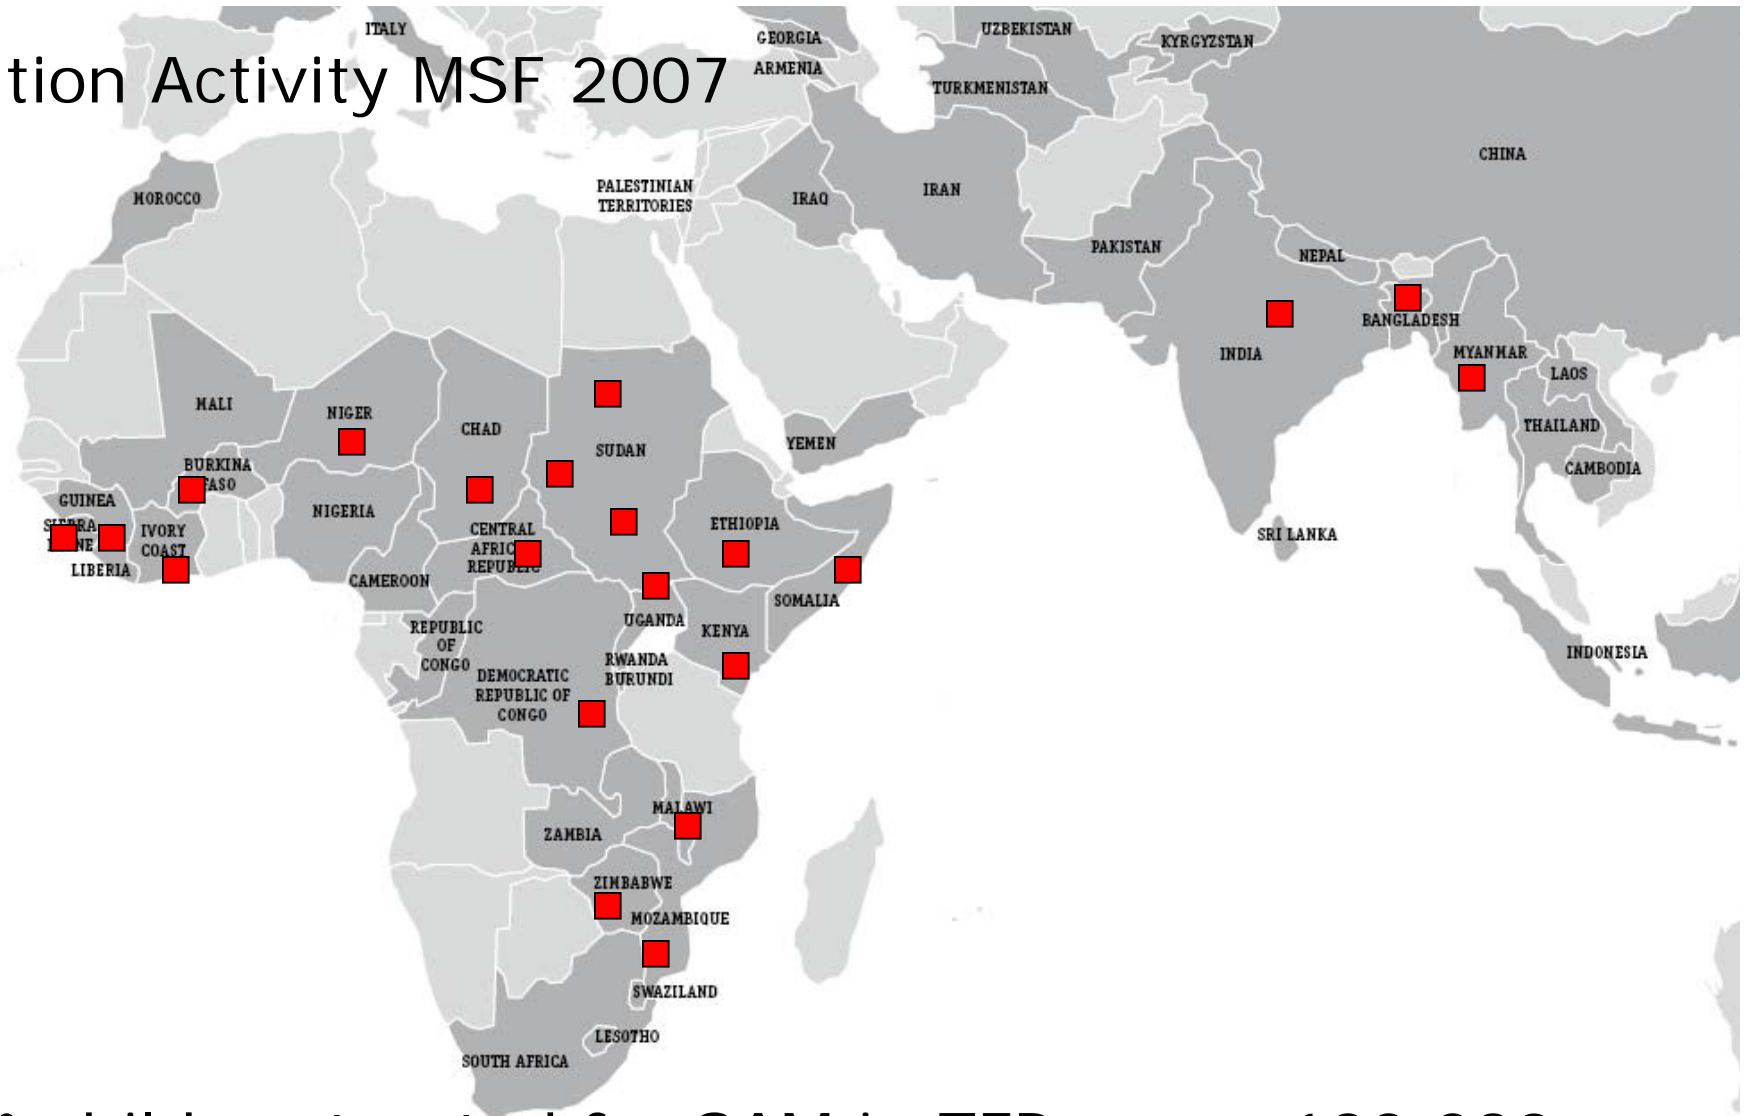 ITALY
GEORGIA
UZBEKISTAN
KYRGYZSTAN
tion Activity MSF 2007
ARMENIA
TURKMENISTAN
CHINA
MOROCCO
PALESTINIAN
TERRITORIES
IRAQ
IRAN
PAKISTAN
NEPAL
BANGLADESH
INDIA
MYANMAR
LAOS
MALI
NIGER
CHAD
SUDAN
YEMEN
THAILAND
BURKINA
FASO
CAMBODIA
GUINEA
NIGERIA
IVORY
COAST
CENTRAL
REPUBLIC
ETHIOPIA
SRI LANKA
LIBERIA
CAMEROON
SOMALIA
UGANDA
KENYA
REPUBLIC
OF
CONGO
RWANDA
BURUNDI
INDONESIA
DEMOCRATIC
REPUBLIC OF
CONGO
MALAWI
ZAMBIA
ZIMBABWE
MOZAMBIQUE
SWAZILAND
LESOTHO
SOUTH AFRICA